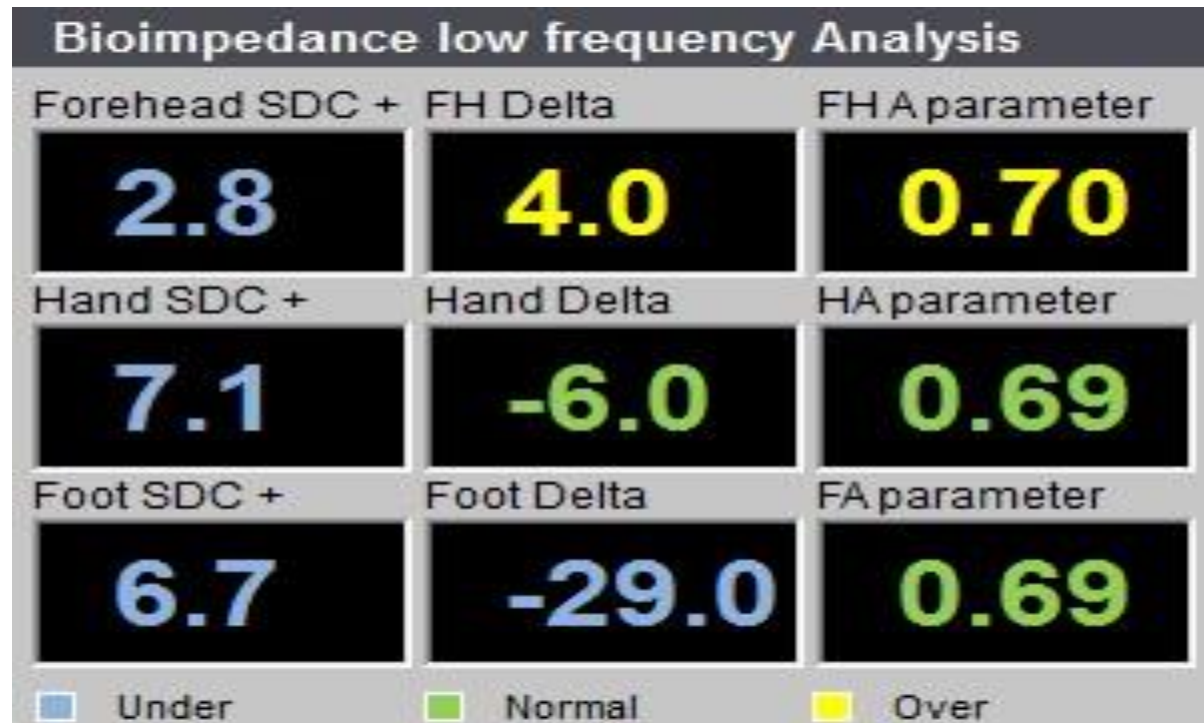 Bioimpedance low frequency Analysis
Forehead SDC + FH Delta FH A parameter
2.8 4.0 0.70
Hand SDC + Hand Delta HA parameter
7.1 -6.0 0.69
Foot SDC + Foot Delta FA parameter
6.7 -29.0 0.69
Under Normal Over